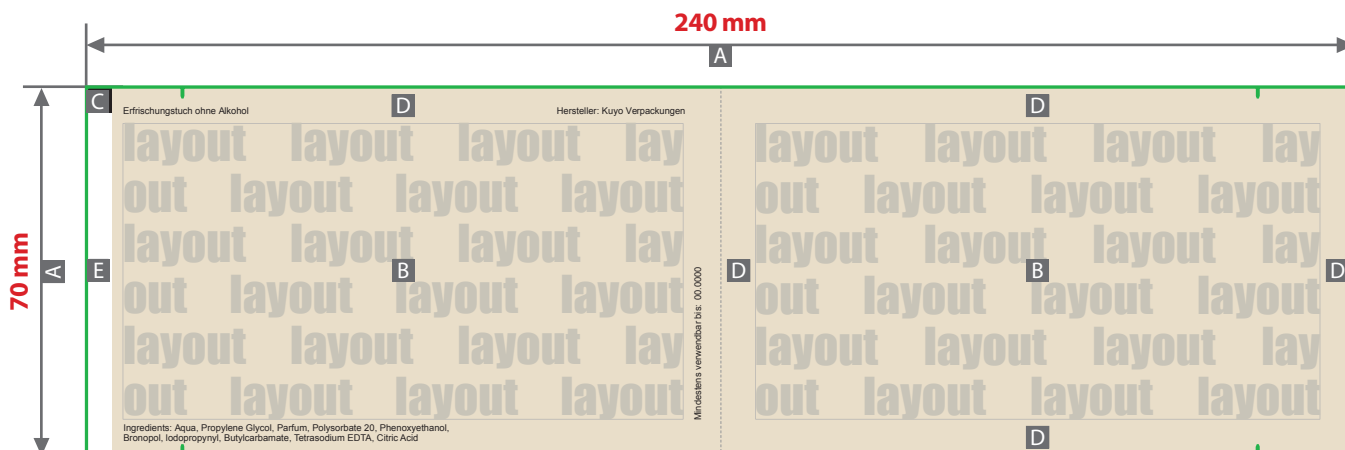 240 mm
A
C
Erfrischungstuch ohne Alkohol
D
Hersteller: Kuyo Verpackungen
D
layout layout layout lay
out layout layout layout
layout layout layout lay
out layout layout layout
layout layout layout lay
out layout layout layout
layout layout layout lay
out layout layout layout
layout layout layout lay
out layout layout layout
layout layout layout lay
out layout layout layout
70 mm
A
E
B
D
B
D
Mindestens verwendbar bis: 00.0000
Ingredients: Aqua, Propylene Glycol, Parfum, Polysorbate 20, Phenoxyethanol,
Bronopol, Iodopropynyl, Butylcarbamate, Tetrasodium EDTA, Citric Acid
D